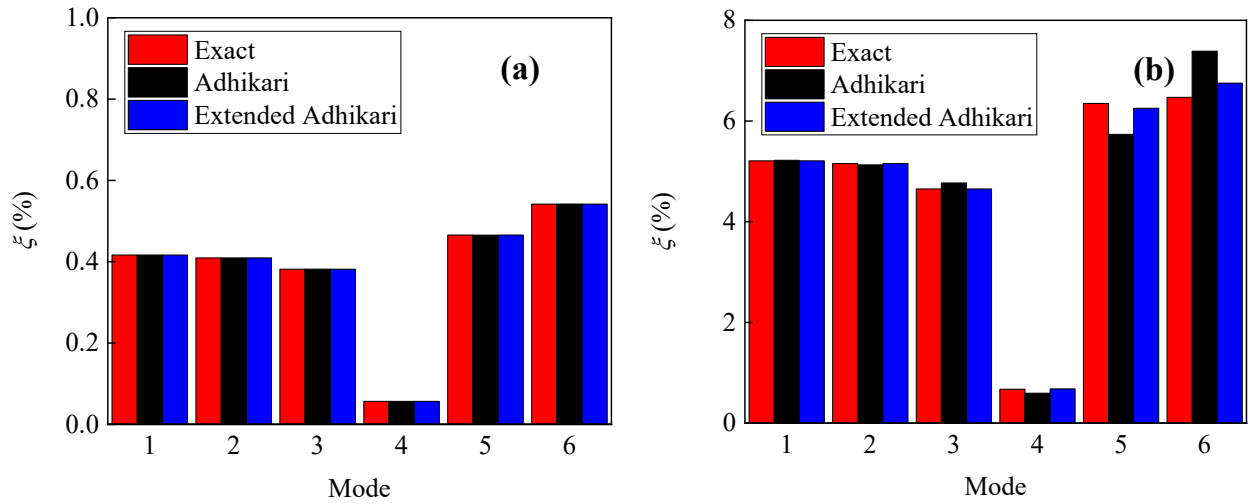 1.0
0.8
0.6
0.4
0.2
0.0
ξ (%)
Exact
Adhikari
Extended Adhikari
(a)
1 2 3 4 5 6
Mode
8
6
4
2
0
ξ (%)
Exact
Adhikari
Extended Adhikari
(b)
1 2 3 4 5 6
Mode